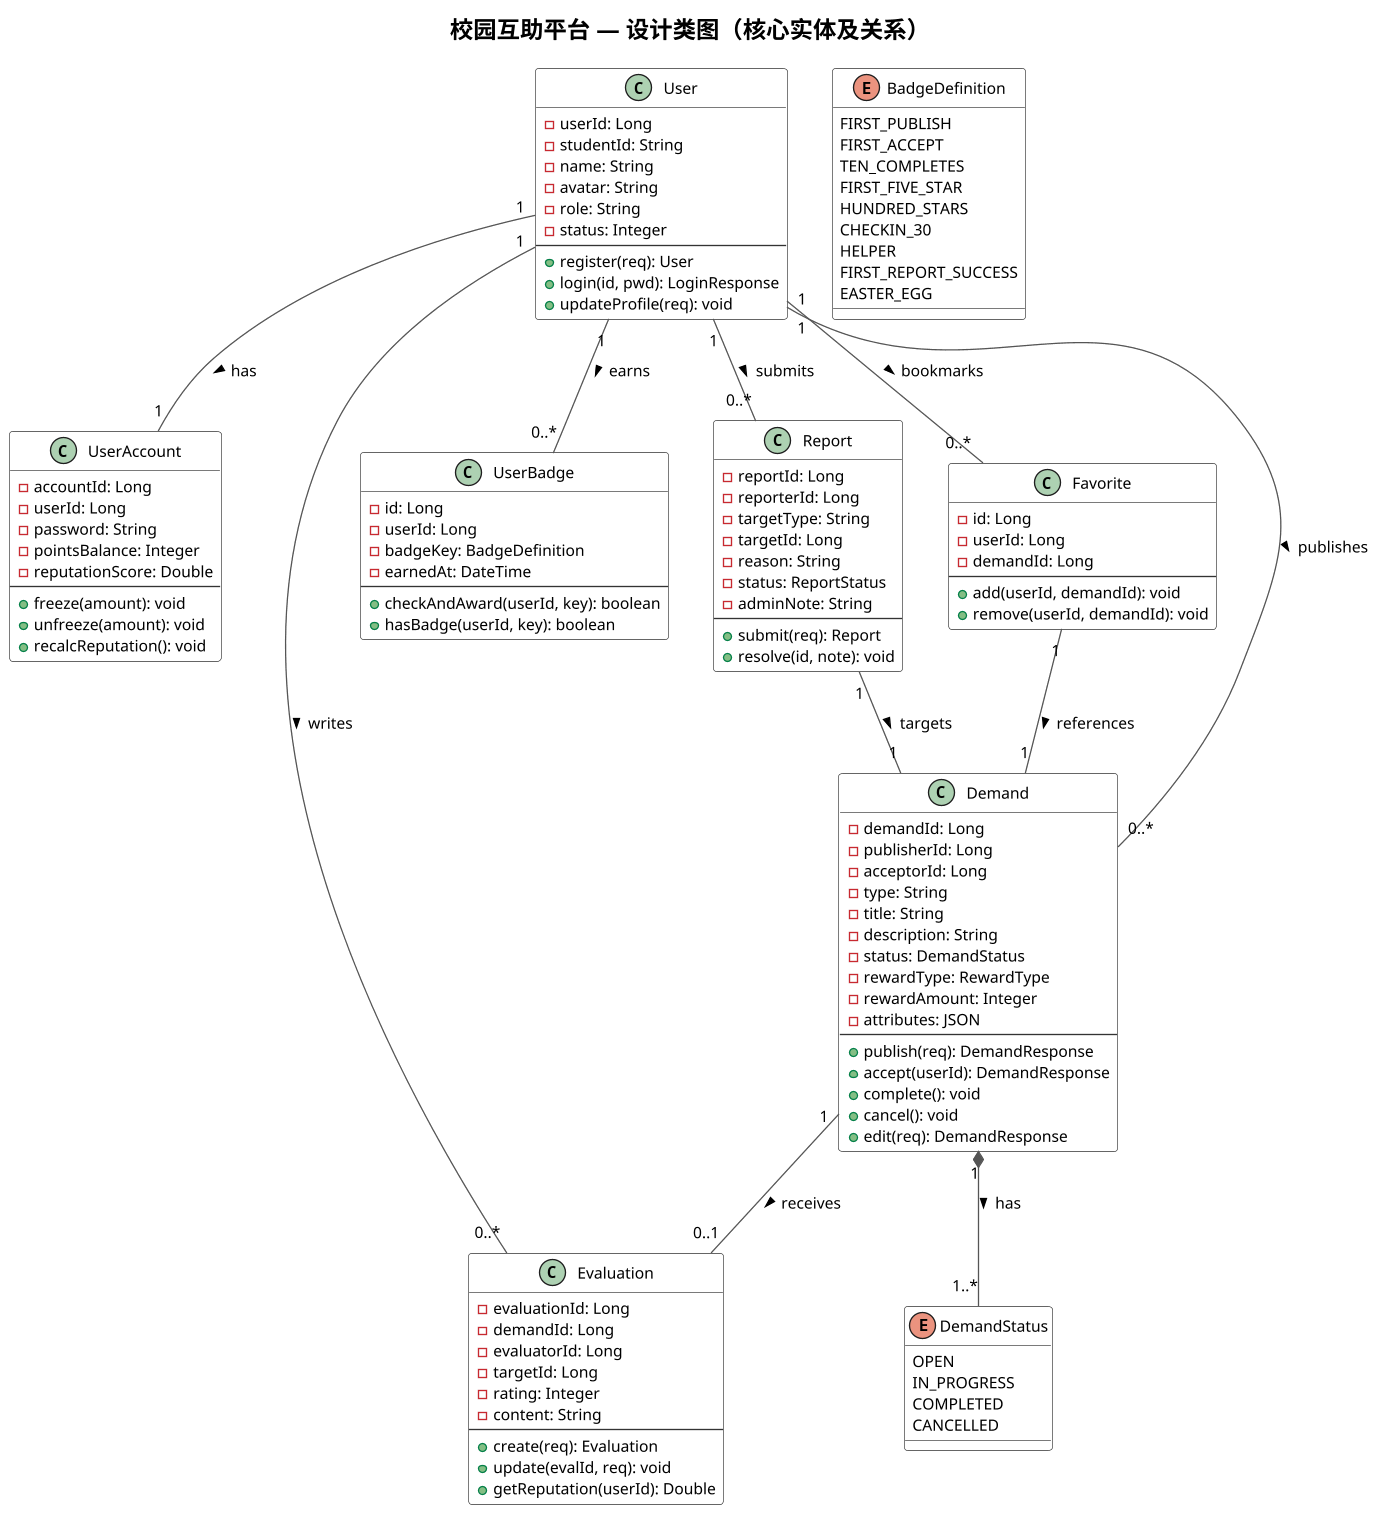 校园互助平台 — 设计类图（核心实体及关系）
C User
userId: Long
studentId: String
name: String
avatar: String
role: String
status: Integer
register(req): User
login(id, pwd): LoginResponse
updateProfile(req): void
E BadgeDefinition
FIRST_PUBLISH
FIRST_ACCEPT
TEN_COMPLETES
FIRST_FIVE_STAR
HUNDRED_STARS
CHECKIN_30
HELPER
FIRST_REPORT_SUCCESS
EASTER_EGG
1
1
1
1
1
1
has
earns
submits
bookmarks
publishes
1
0..*
0..*
0..*
C UserAccount
accountId: Long
userId: Long
password: String
pointsBalance: Integer
reputationScore: Double
freeze(amount): void
unfreeze(amount): void
recalcReputation(): void
C UserBadge
id: Long
userId: Long
badgeKey: BadgeDefinition
earnedAt: DateTime
checkAndAward(userId, key): boolean
hasBadge(userId, key): boolean
C Report
reportId: Long
reporterId: Long
targetType: String
targetId: Long
reason: String
status: ReportStatus
adminNote: String
submit(req): Report
resolve(id, note): void
C Favorite
id: Long
userId: Long
demandId: Long
add(userId, demandId): void
remove(userId, demandId): void
1
1
writes
targets
references
1
1
0..*
C Demand
demandId: Long
publisherId: Long
acceptorId: Long
type: String
title: String
description: String
status: DemandStatus
rewardType: RewardType
rewardAmount: Integer
attributes: JSON
publish(req): DemandResponse
accept(userId): DemandResponse
complete(): void
cancel(): void
edit(req): DemandResponse
1
1
receives
has
0..*
0..1
1..*
C Evaluation
evaluationId: Long
demandId: Long
evaluatorId: Long
targetId: Long
rating: Integer
content: String
create(req): Evaluation
update(evalId, req): void
getReputation(userId): Double
E DemandStatus
OPEN
IN_PROGRESS
COMPLETED
CANCELLED